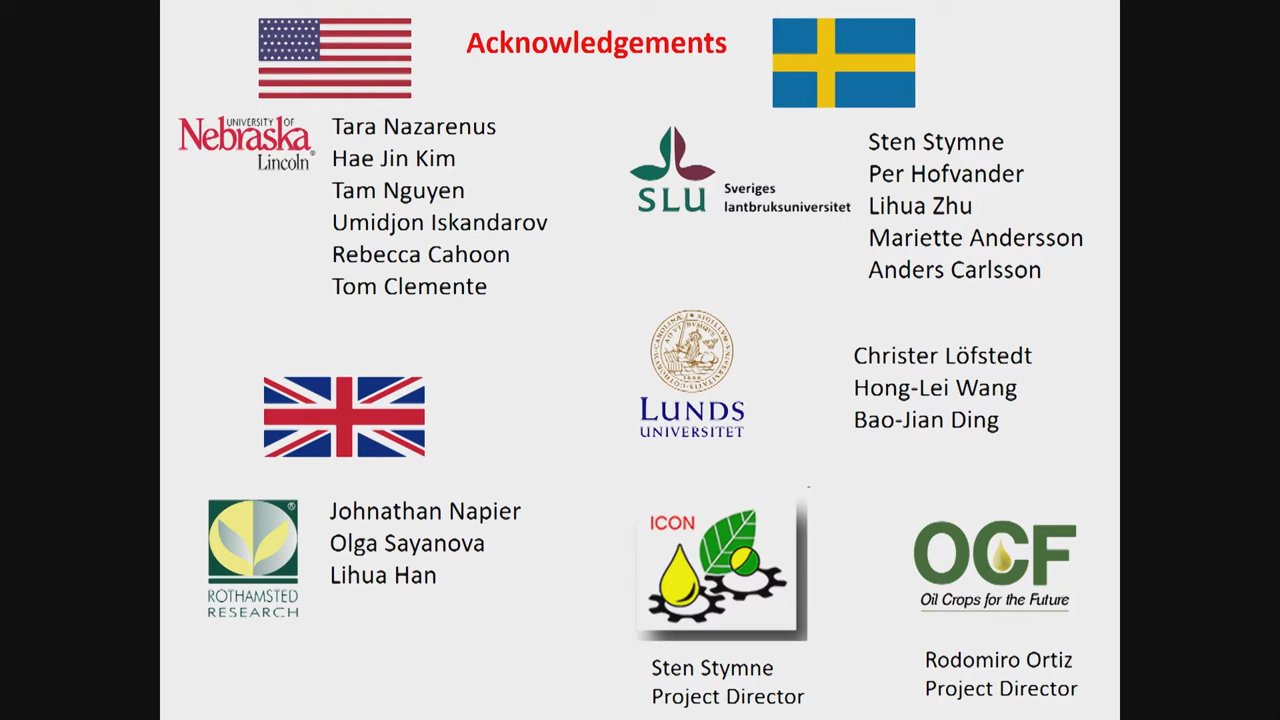 Acknowledgements
UNIVERSITY OF
Nebraska
Lincoln®
Tara Nazarenus
Hae Jin Kim
Tam Nguyen
Umidjon Iskandarov
Rebecca Cahoon
Tom Clemente
SLU
Sveriges
lantbruksuniversitet
Sten Stymne
Per Hofvander
Lihua Zhu
Mariette Andersson
Anders Carlsson
LUNDS
UNIVERSITET
Christer Löfstedt
Hong-Lei Wang
Bao-Jian Ding
®
ROTHAMSTED
RESEARCH
Johnathan Napier
Olga Sayanova
Lihua Han
ICON
Sten Stymne
Project Director
OCF
Oil Crops for the Future
Rodomiro Ortiz
Project Director